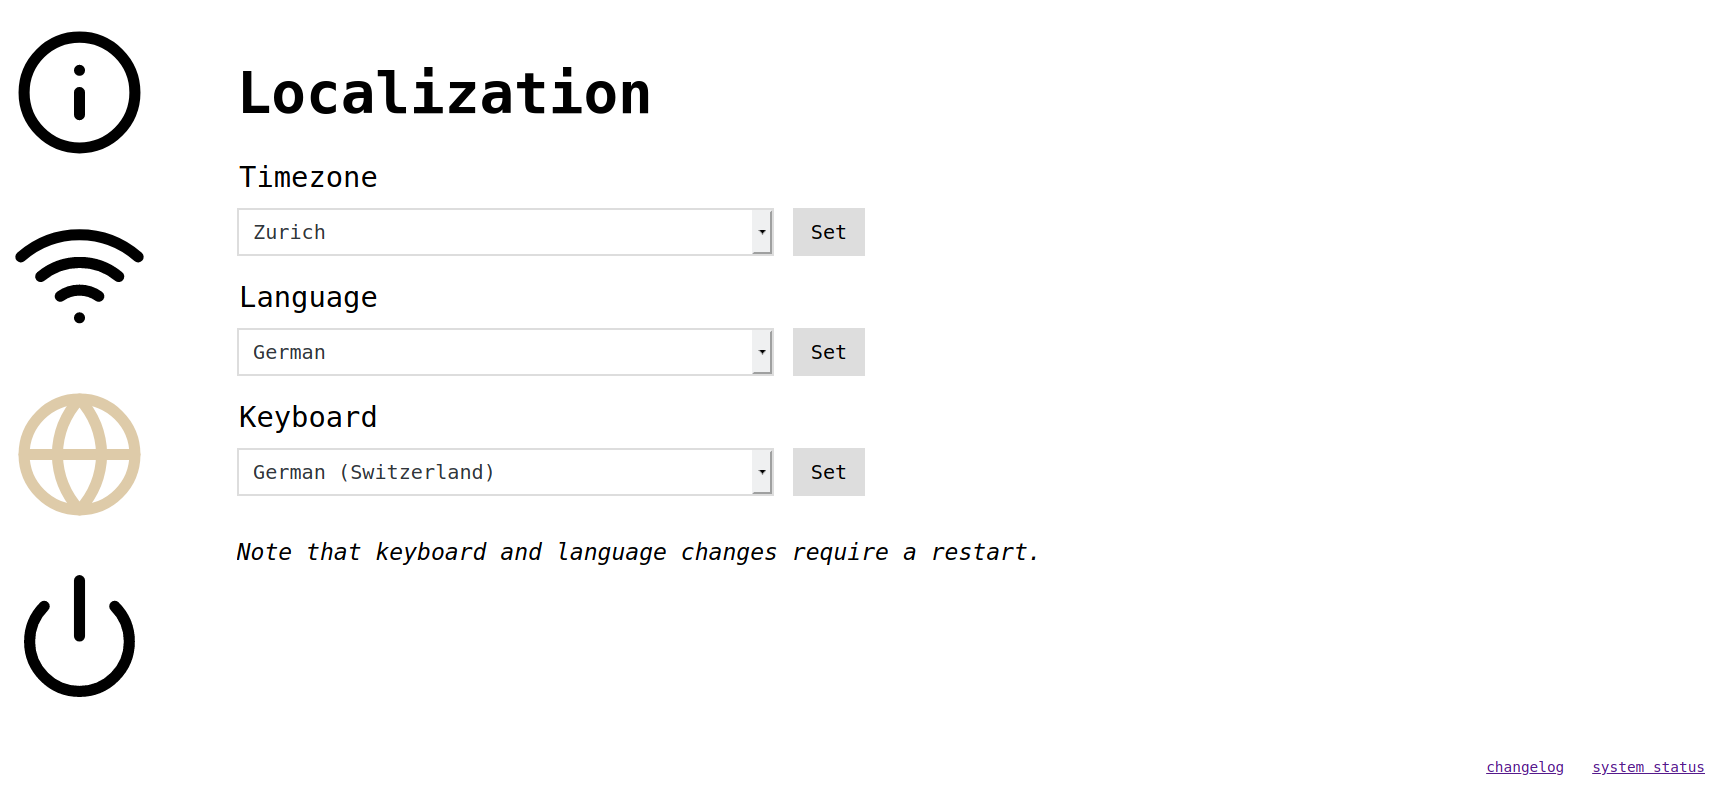 Localization
Timezone
Zurich Set
Language
German Set
Keyboard
German (Switzerland) Set
Note that keyboard and language changes require a restart.
changelog system status